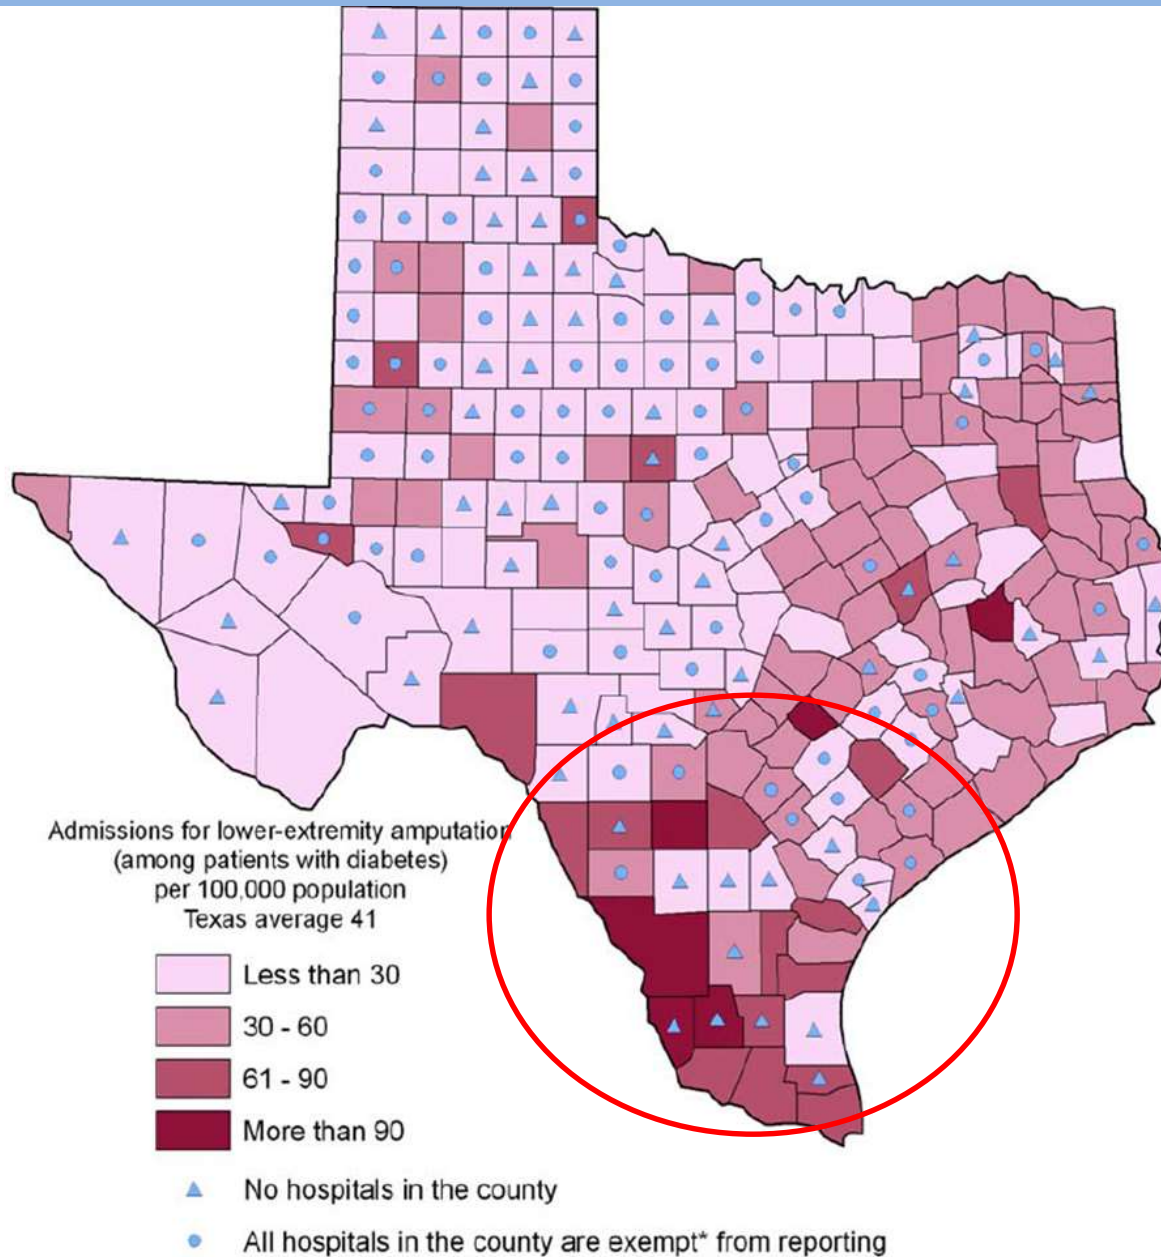 Admissions for lower-extremity amputation
(among patients with diabetes)
per 100,000 population
Texas average 41
Less than 30
30 - 60
61 - 90
More than 90
No hospitals in the county
All hospitals in the county are exempt* from reporting